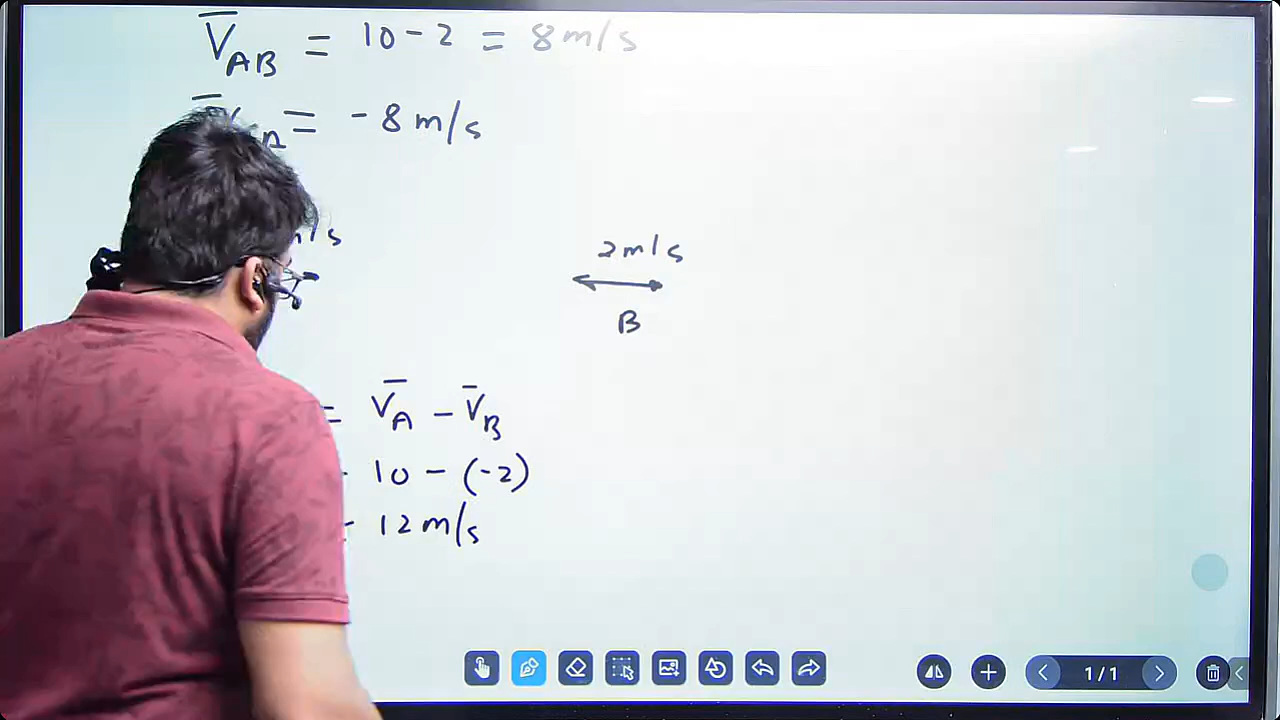 V̅AB = 10 - 2 = 8 m/s
= -8 m/s
2 m/s
B
= V̅A - V̅B
10 - (-2)
12 m/s
1/1